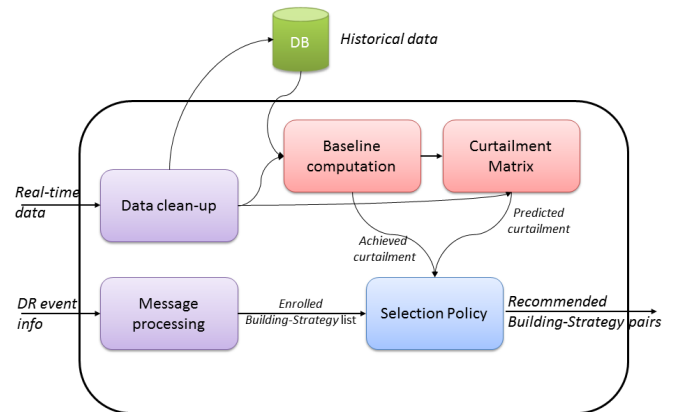 DB
Historical data
Baseline
computation
Curtailment
Matrix
Real-time
data
Data clean-up
Achieved
curtailment
Predicted
curtailment
DR event
info
Message
processing
Enrolled
Building-Strategy list
Selection Policy
Recommended
Building-Strategy pairs